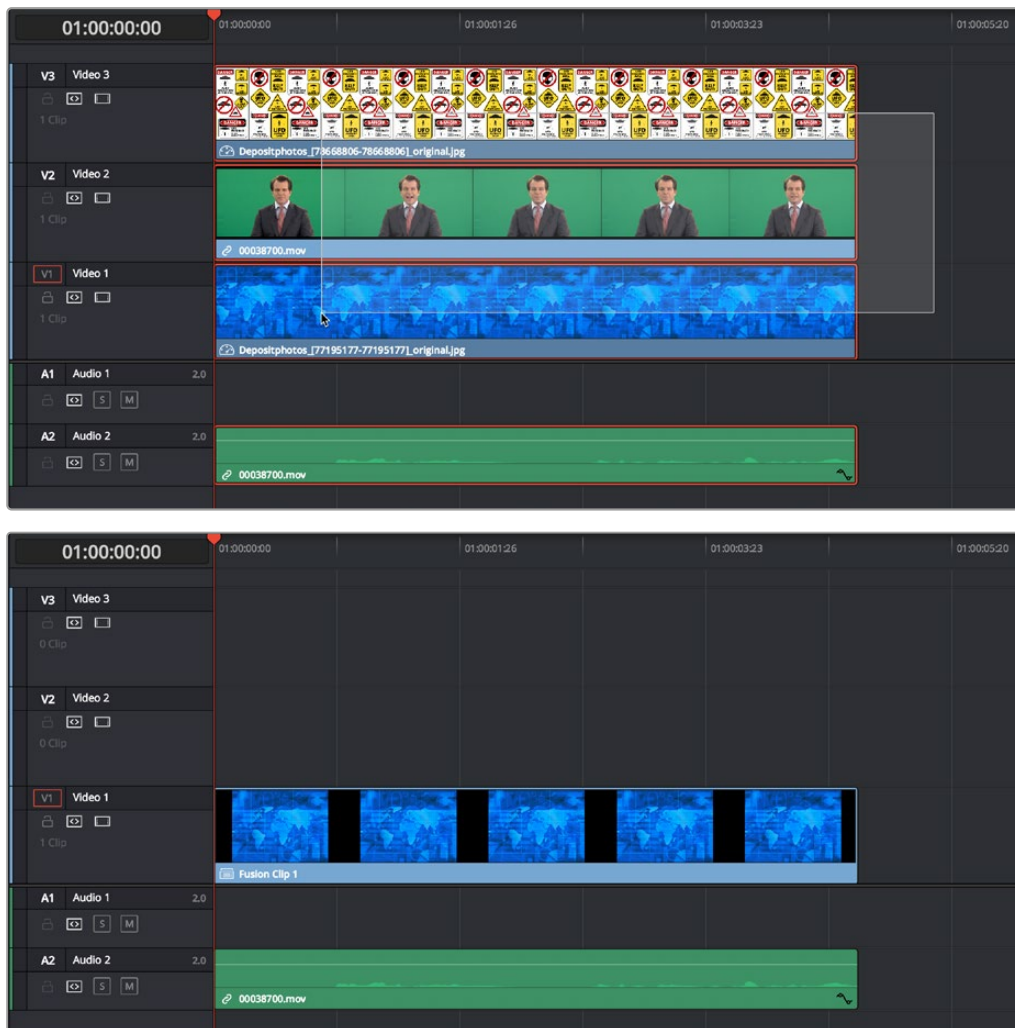 01:00:00:00
01:00:00:00 01:00:01:26 01:00:03:23 01:00:05:20
V3 Video 3
1 Clip
Depositphotos_[78668806-78668806]_original.jpg
V2 Video 2
1 Clip
00038700.mov
V1 Video 1
1 Clip
Depositphotos_[77195177-77195177]_original.jpg
A1 Audio 1 2.0
S M
A2 Audio 2 2.0
S M
00038700.mov
01:00:00:00
01:00:00:00 01:00:01:26 01:00:03:23 01:00:05:20
V3 Video 3
0 Clip
V2 Video 2
0 Clip
V1 Video 1
1 Clip
Fusion Clip 1
A1 Audio 1 2.0
S M
A2 Audio 2 2.0
S M
00038700.mov